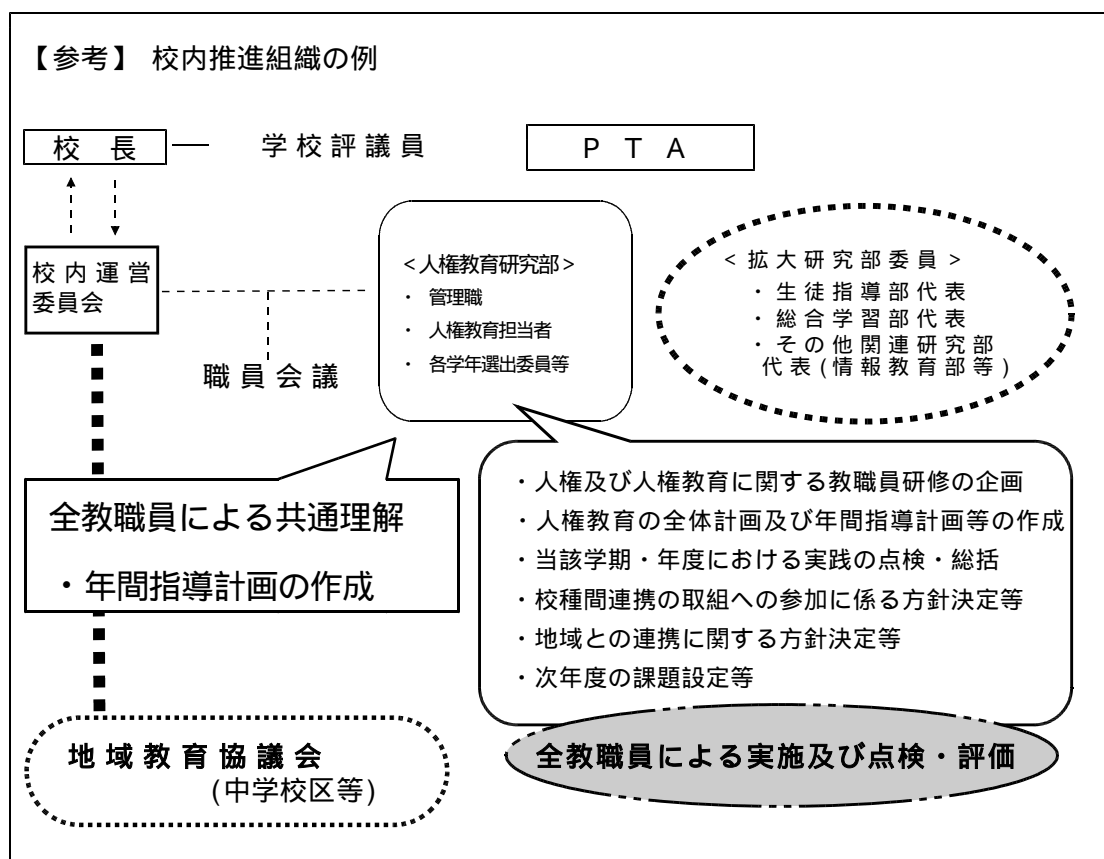 【参考】 校内推進組織の例
校 長
学校評議員
P T A
校内運営
委員会
職員会議
<人権教育研究部>
・ 管理職
・ 人権教育担当者
・ 各学年選出委員等
< 拡大研究部委員 >
・生徒指導部代表
・総合学習部代表
・その他関連研究部
代表(情報教育部等)
全教職員による共通理解
・年間指導計画の作成
・人権及び人権教育に関する教職員研修の企画
・人権教育の全体計画及び年間指導計画等の作成
・当該学期・年度における実践の点検・総括
・校種間連携の取組への参加に係る方針決定等
・地域との連携に関する方針決定等
・次年度の課題設定等
地域教育協議会
(中学校区等)
全教職員による実施及び点検・評価